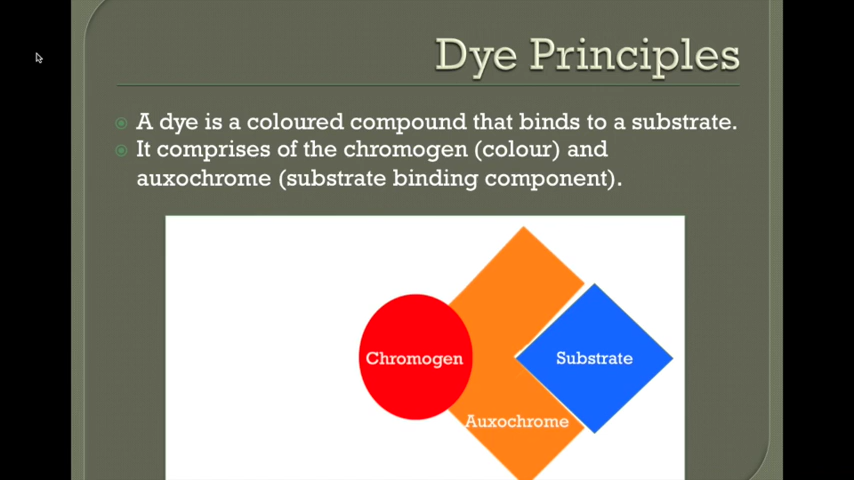 Dye Principles
A dye is a coloured compound that binds to a substrate.
It comprises of the chromogen (colour) and
auxochrome (substrate binding component).
Chromogen
Substrate
Auxochrome